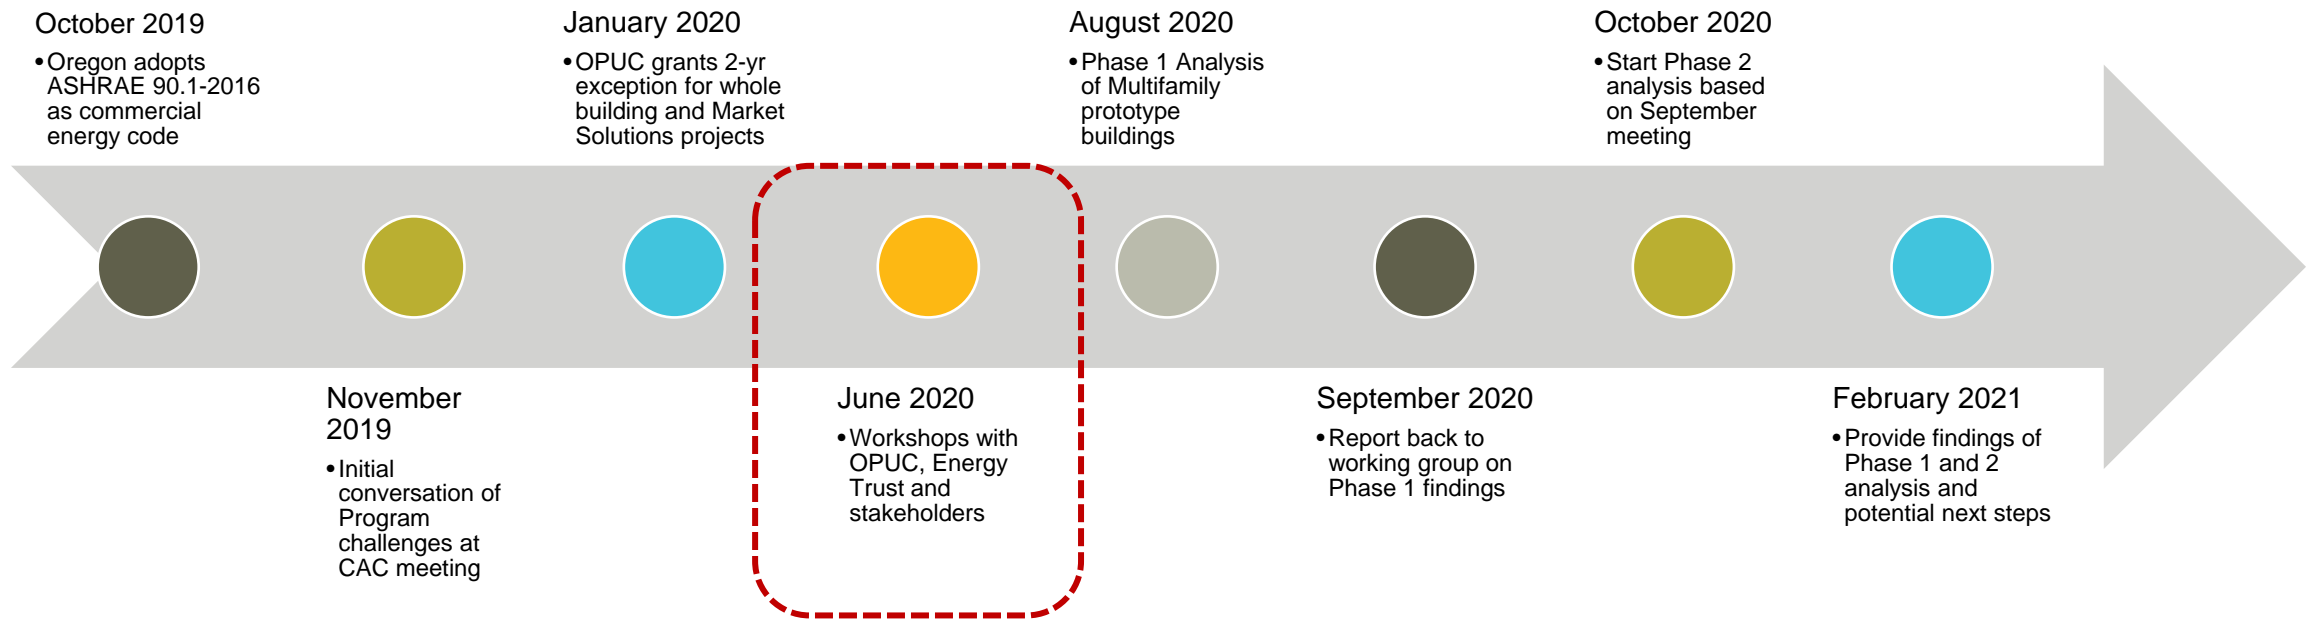 October 2019
•Oregon adopts
ASHRAE 90.1-2016
as commercial
energy code
November
2019
•Initial
conversation of
Program
challenges at
CAC meeting
January 2020
•OPUC grants 2-yr
exception for whole
building and Market
Solutions projects
June 2020
•Workshops with
OPUC, Energy
Trust and
stakeholders
August 2020
•Phase 1 Analysis
of Multifamily
prototype
buildings
September 2020
•Report back to
working group on
Phase 1 findings
October 2020
•Start Phase 2
analysis based
on September
meeting
February 2021
•Provide findings of
Phase 1 and 2
analysis and
potential next steps